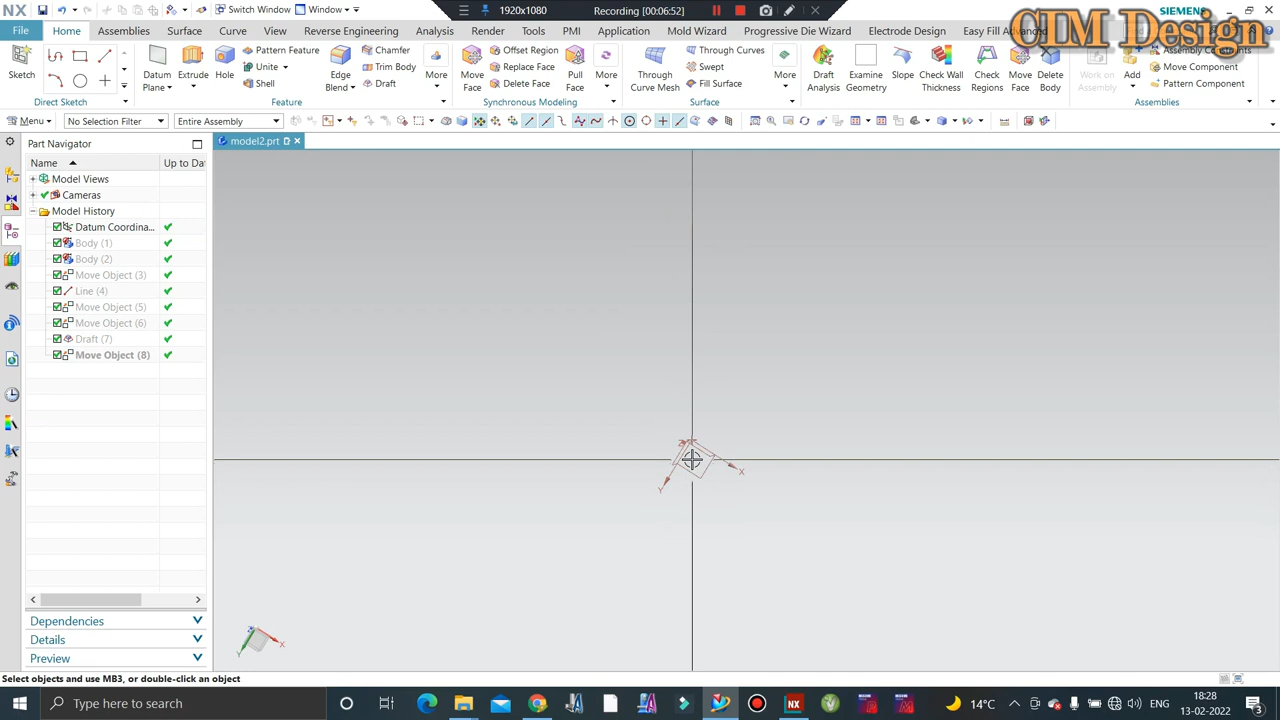 NX
Switch Window
Window
1920x1080
Recording [00:06:52]
SIEMENS
CIM Design
File
Home
Assemblies
Surface
Curve
View
Reverse Engineering
Analysis
Render
Tools
PMI
Application
Mold Wizard
Progressive Die Wizard
Electrode Design
Easy Fill Advanced
Sketch
Datum Plane
Extrude
Hole
Pattern Feature
Unite
Shell
Edge Blend
Chamfer
Trim Body
Draft
More
Move Face
Offset Region
Replace Face
Delete Face
Pull Face
More
Through Curve Mesh
Through Curves
Swept
Fill Surface
More
Draft Analysis
Examine Geometry
Slope
Check Wall Thickness
Check Regions
Move Face
Delete Body
Work on Assembly
Add
Assembly Constraints
Move Component
Pattern Component
Direct Sketch
Feature
Synchronous Modeling
Surface
Assemblies
Menu
No Selection Filter
Entire Assembly
Part Navigator
model2.prt
Name
Up to Dat
Model Views
Cameras
Model History
Datum Coordina...
Body (1)
Body (2)
Move Object (3)
Line (4)
Move Object (5)
Move Object (6)
Draft (7)
Move Object (8)
X
Y
X
Y
Dependencies
Details
Preview
Select objects and use MB3, or double-click an object
Type here to search
14°C
ENG
18:28
13-02-2022
3